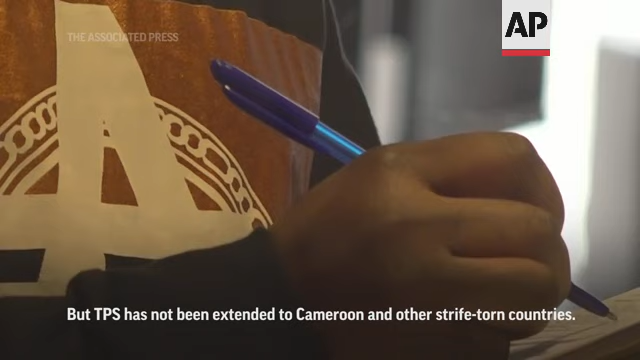 THE ASSOCIATED PRESS
AP
But TPS has not been extended to Cameroon and other strife-torn countries.